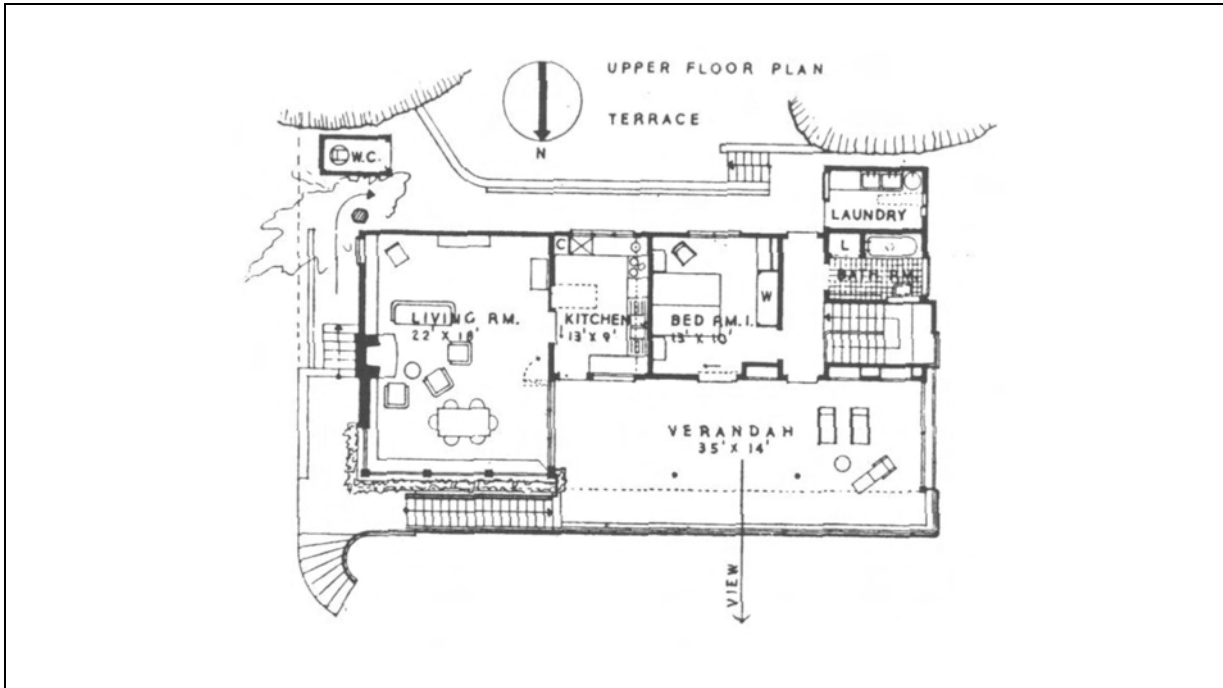 UPPER FLOOR PLAN
TERRACE
N
W.C.
LAUNDRY
C
L
BATH RM.
LIVING RM.
22' X 18'
KITCHEN
13' X 9'
BED RM. 1.
13' X 10'
W
VERANDAH
35' X 14'
VIEW